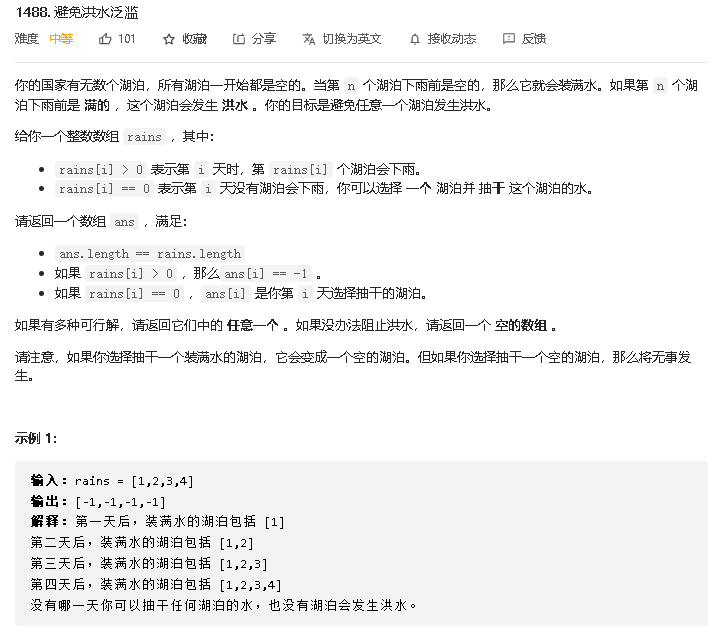 1488. 避免洪水泛滥
难度 中等 101 收藏 分享 切换为英文 接收动态 反馈
你的国家有无数个湖泊，所有湖泊一开始都是空的。当第 n 个湖泊下雨前是空的，那么它就会装满水。如果第 n 个湖
泊下雨前是 满的 ，这个湖泊会发生 洪水 。你的目标是避免任意一个湖泊发生洪水。
给你一个整数数组 rains ，其中：
• rains[i] > 0 表示第 i 天时，第 rains[i] 个湖泊会下雨。
• rains[i] == 0 表示第 i 天没有湖泊会下雨，你可以选择 一个 湖泊并 抽干 这个湖泊的水。
请返回一个数组 ans ，满足：
• ans.length == rains.length
• 如果 rains[i] > 0 ，那么ans[i] == -1 。
• 如果 rains[i] == 0 ，ans[i] 是你第 i 天选择抽干的湖泊。
如果有多种可行解，请返回它们中的 任意一个 。如果没办法阻止洪水，请返回一个 空的数组 。
请注意，如果你选择抽干一个装满水的湖泊，它会变成一个空的湖泊。但如果你选择抽干一个空的湖泊，那么将无事发
生。
示例 1：
输入：rains = [1,2,3,4]
输出：[-1,-1,-1,-1]
解释：第一天后，装满水的湖泊包括 [1]
第二天后，装满水的湖泊包括 [1,2]
第三天后，装满水的湖泊包括 [1,2,3]
第四天后，装满水的湖泊包括 [1,2,3,4]
没有哪一天你可以抽干任何湖泊的水，也没有湖泊会发生洪水。